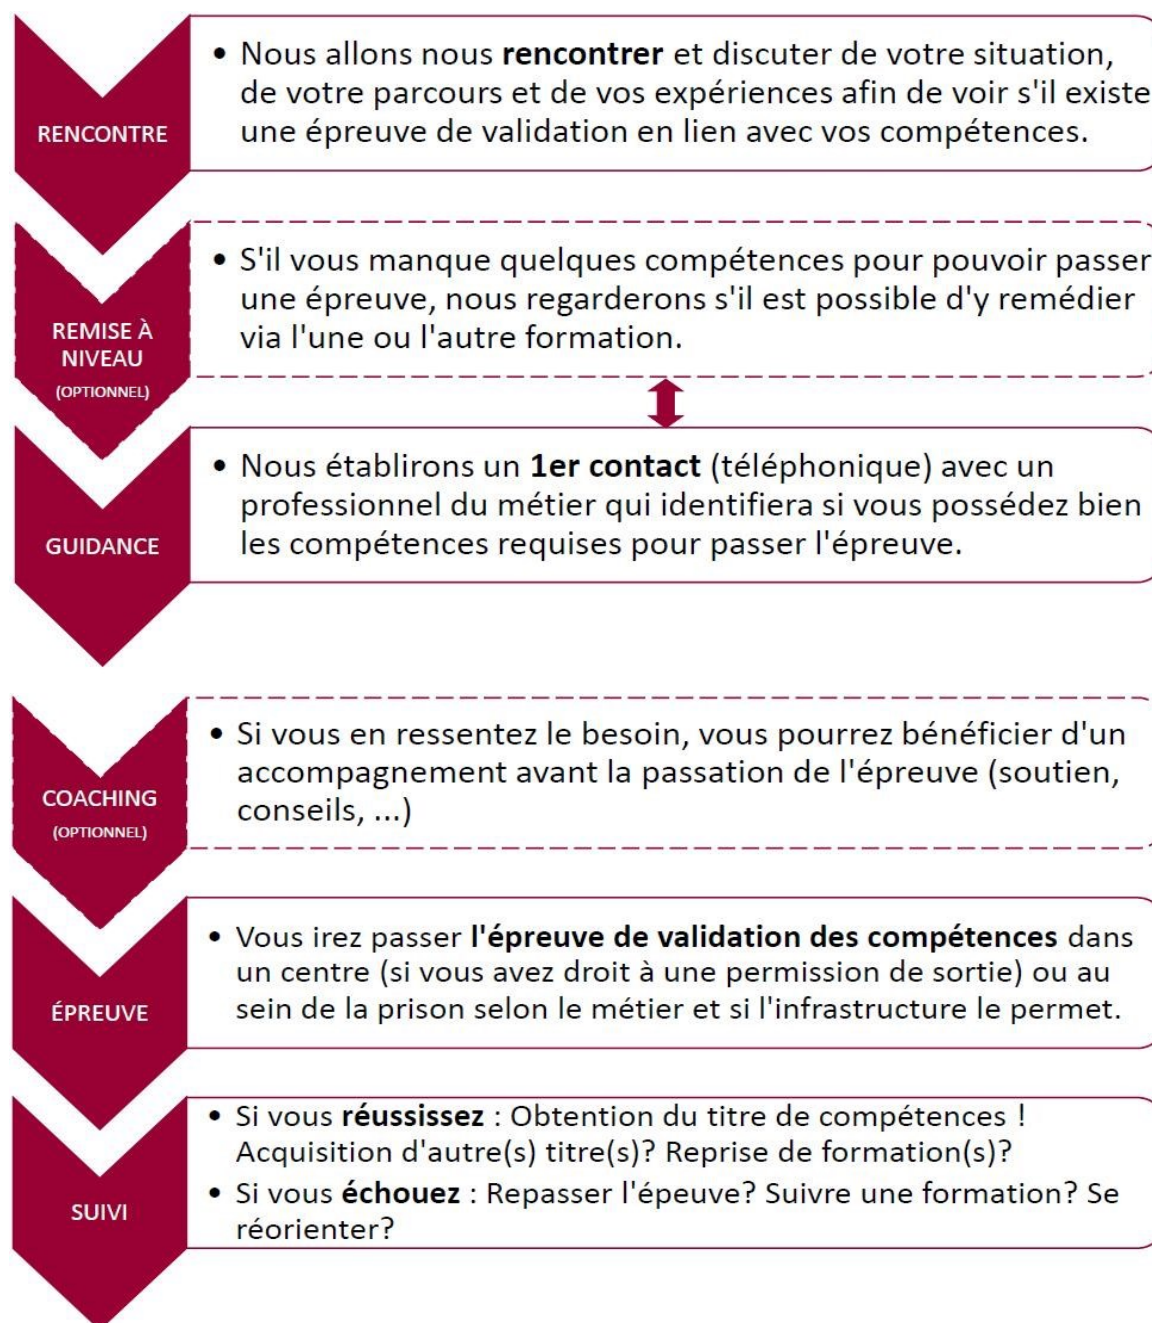 RENCONTRE
• Nous allons nous rencontrer et discuter de votre situation,
de votre parcours et de vos expériences afin de voir s'il existe
une épreuve de validation en lien avec vos compétences.
REMISE À
NIVEAU
(OPTIONNEL)
• S'il vous manque quelques compétences pour pouvoir passer
une épreuve, nous regarderons s'il est possible d'y remédier
via l'une ou l'autre formation.
GUIDANCE
• Nous établirons un 1er contact (téléphonique) avec un
professionnel du métier qui identifiera si vous possédez bien
les compétences requises pour passer l'épreuve.
COACHING
(OPTIONNEL)
• Si vous en ressentez le besoin, vous pourrez bénéficier d'un
accompagnement avant la passation de l'épreuve (soutien,
conseils, ...)
ÉPREUVE
• Vous irez passer l'épreuve de validation des compétences dans
un centre (si vous avez droit à une permission de sortie) ou au
sein de la prison selon le métier et si l'infrastructure le permet.
SUIVI
• Si vous réussissez : Obtention du titre de compétences !
Acquisition d'autre(s) titre(s)? Reprise de formation(s)?
• Si vous échouez : Repasser l'épeuve? Suivre une formation? Se
réorienter?